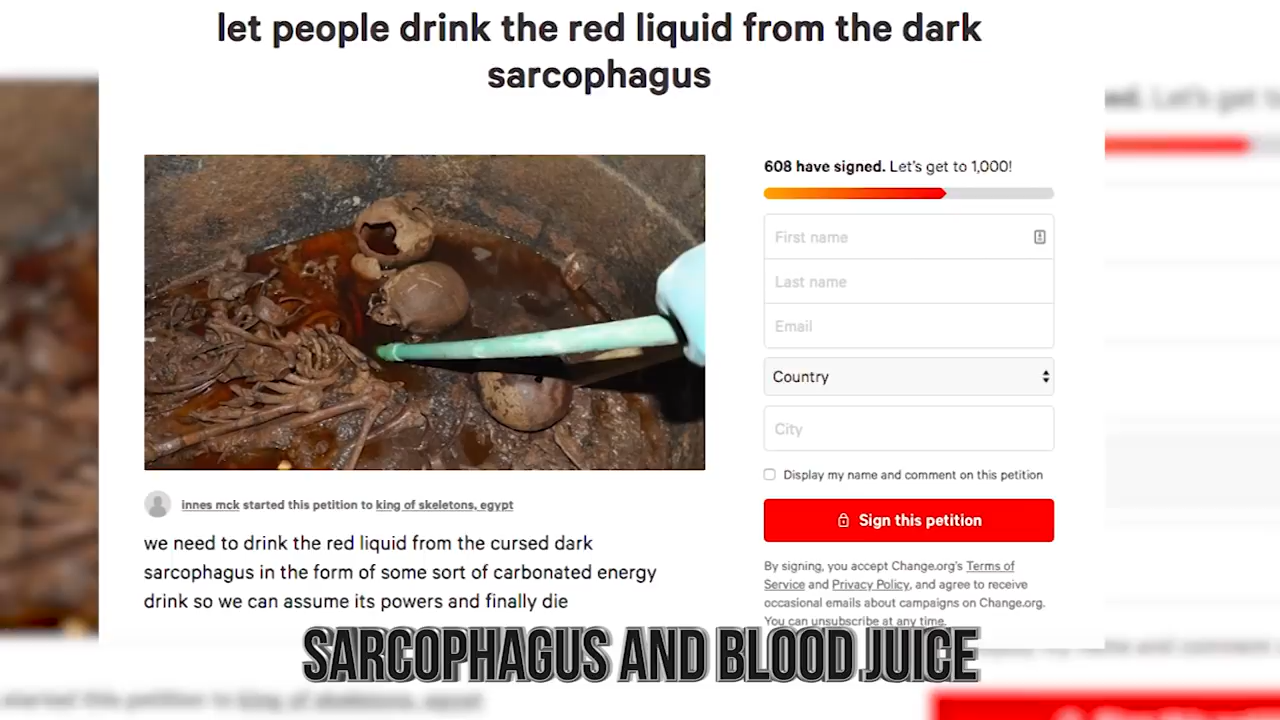 let people drink the red liquid from the dark
sarcophagus
608 have signed. Let's get to 1,000!
First name
Last name
Email
Country
City
Display my name and comment on this petition
Sign this petition
By signing, you accept Change.org's Terms of
Service and Privacy Policy, and agree to receive
occasional emails about campaigns on Change.org.
You can unsubscribe at any time.
innes mck started this petition to king of skeletons, egypt
we need to drink the red liquid from the cursed dark
sarcophagus in the form of some sort of carbonated energy
drink so we can assume its powers and finally die
SARCOPHAGUS AND BLOOD JUICE